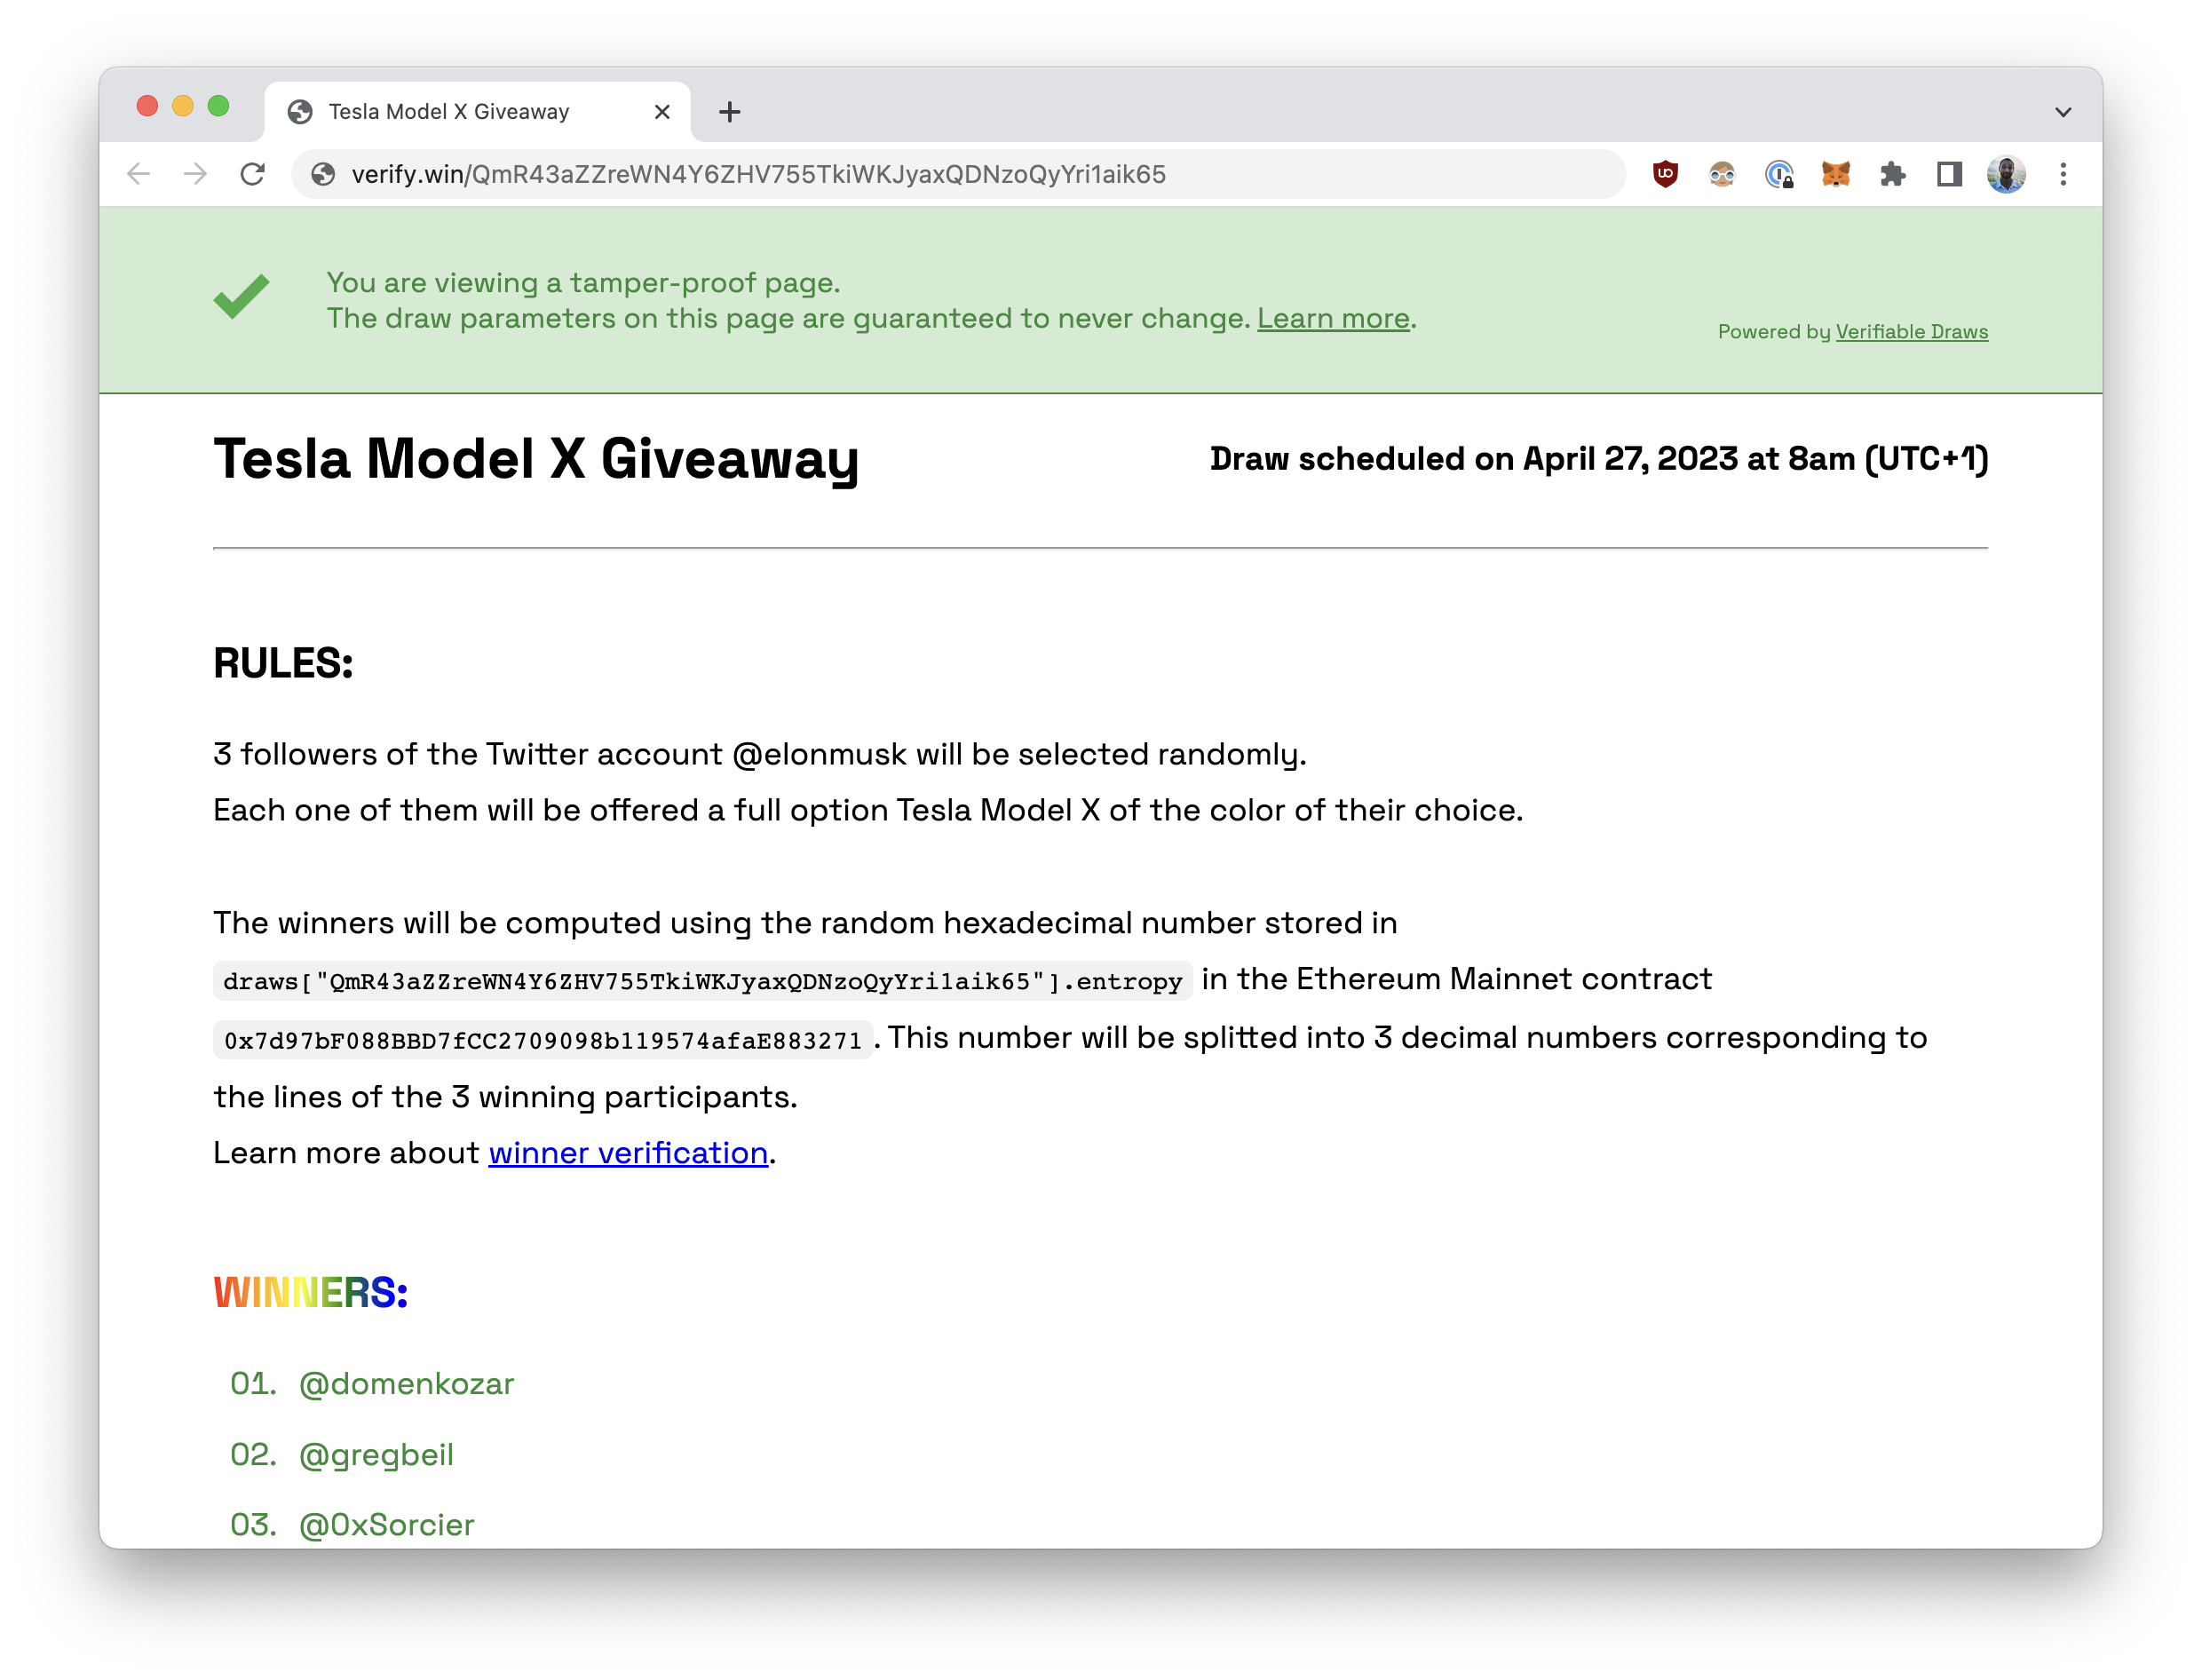 Tesla Model X Giveaway
verify.win/QmR43aZZreWN4Y6ZHV755TkiWKJyaxQDNzoQyYri1aik65
You are viewing a tamper-proof page.
The draw parameters on this page are guaranteed to never change. Learn more.
Powered by Verifiable Draws
Tesla Model X Giveaway
Draw scheduled on April 27, 2023 at 8am (UTC+1)
RULES:
3 followers of the Twitter account @elonmusk will be selected randomly.
Each one of them will be offered a full option Tesla Model X of the color of their choice.
The winners will be computed using the random hexadecimal number stored in
draws["QmR43aZZreWN4Y6ZHV755TkiWKJyaxQDNzoQyYri1aik65"].entropy in the Ethereum Mainnet contract
0x7d97bF088BBD7fCC2709098b119574afaE883271. This number will be splitted into 3 decimal numbers corresponding to
the lines of the 3 winning participants.
Learn more about winner verification.
WINNERS:
01. @domenkozar
02. @gregbeil
03. @0xSorcier